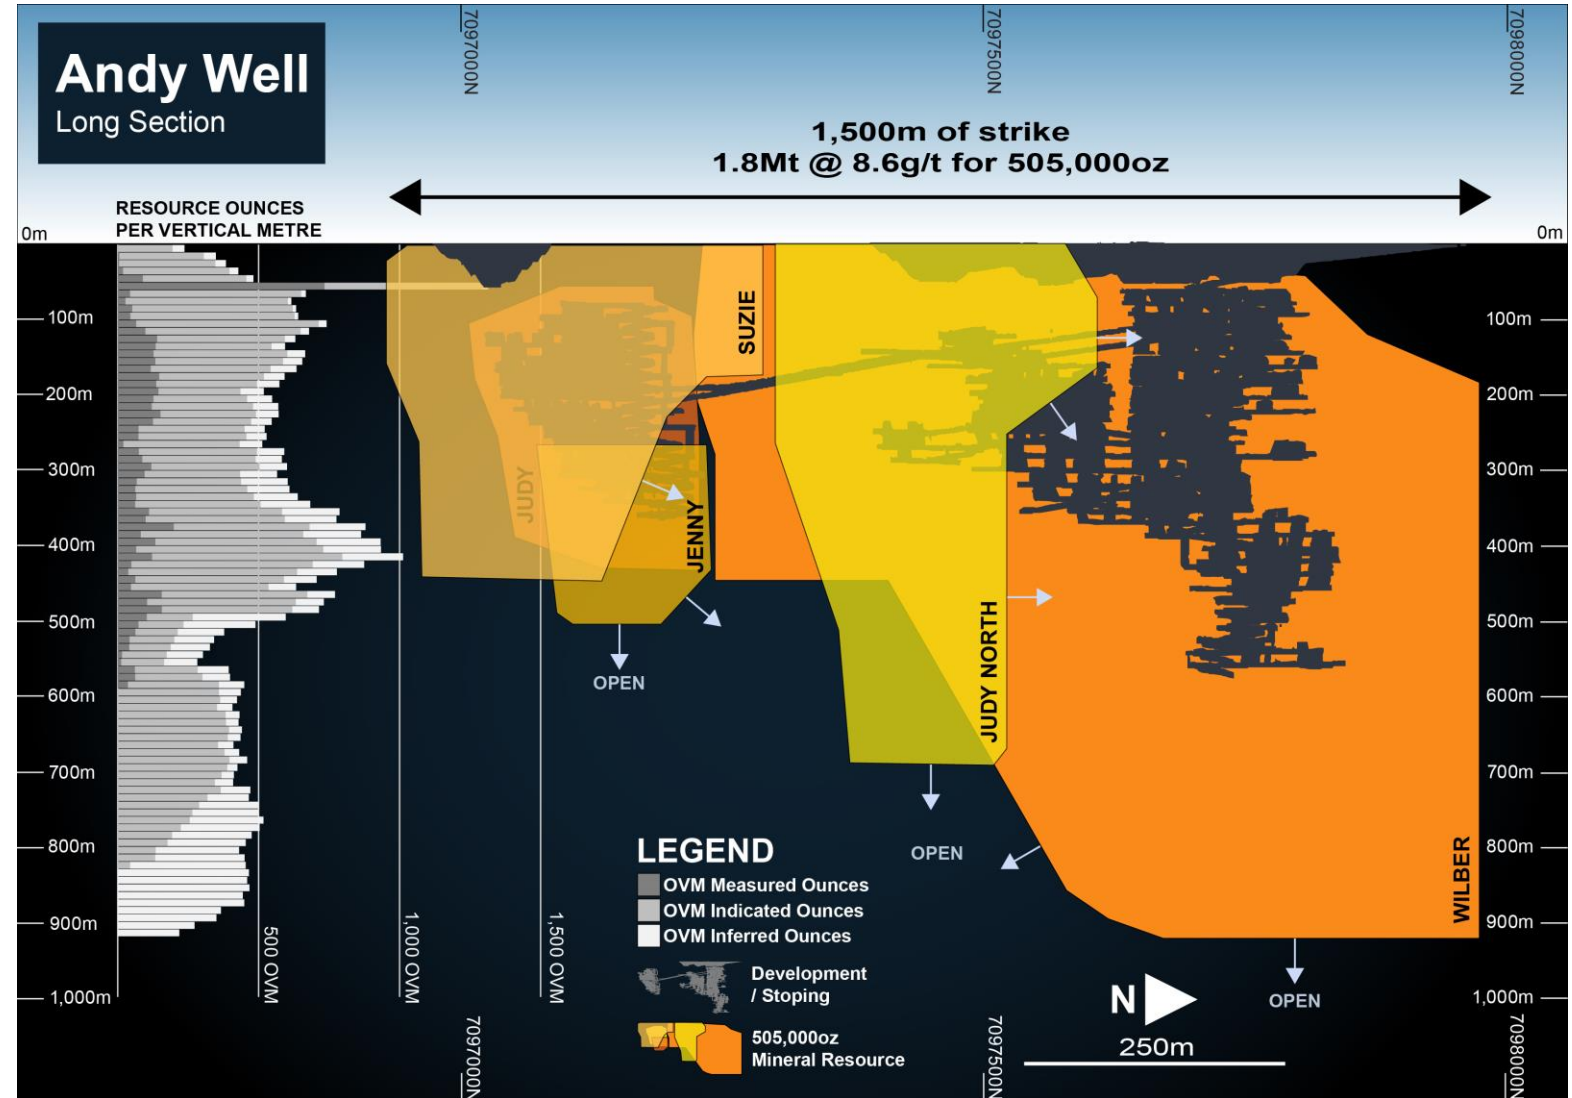 Andy Well
Long Section
7097000N
7097500N
7098000N
1,500m of strike
1.8Mt @ 8.6g/t for 505,000oz
RESOURCE OUNCES
PER VERTICAL METRE
0m
0m
100m
200m
300m
400m
500m
600m
700m
800m
900m
1,000m
100m
200m
300m
400m
500m
600m
700m
800m
900m
1,000m
SUZIE
JUDY
JENNY
JUDY NORTH
WILBER
OPEN
OPEN
OPEN
500 OVM
1,000 OVM
1,500 OVM
LEGEND
OVM Measured Ounces
OVM Indicated Ounces
OVM Inferred Ounces
Development
/ Stoping
505,000oz
Mineral Resource
N
250m
7097000N
7097500N
7098000N